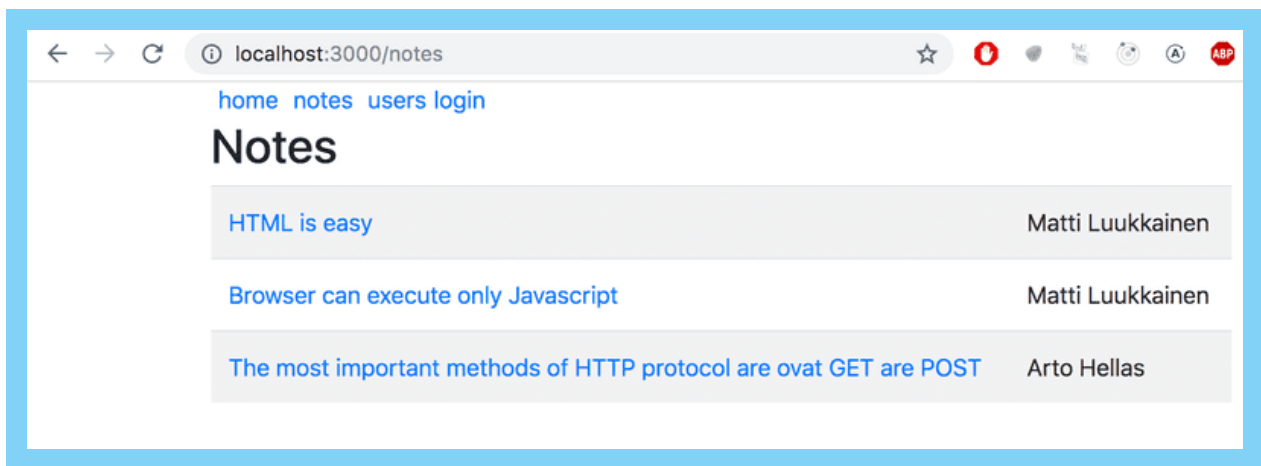 localhost:3000/notes
ABP
home notes users login
Notes
HTML is easy Matti Luukkainen
Browser can execute only Javascript Matti Luukkainen
The most important methods of HTTP protocol are ovat GET are POST Arto Hellas